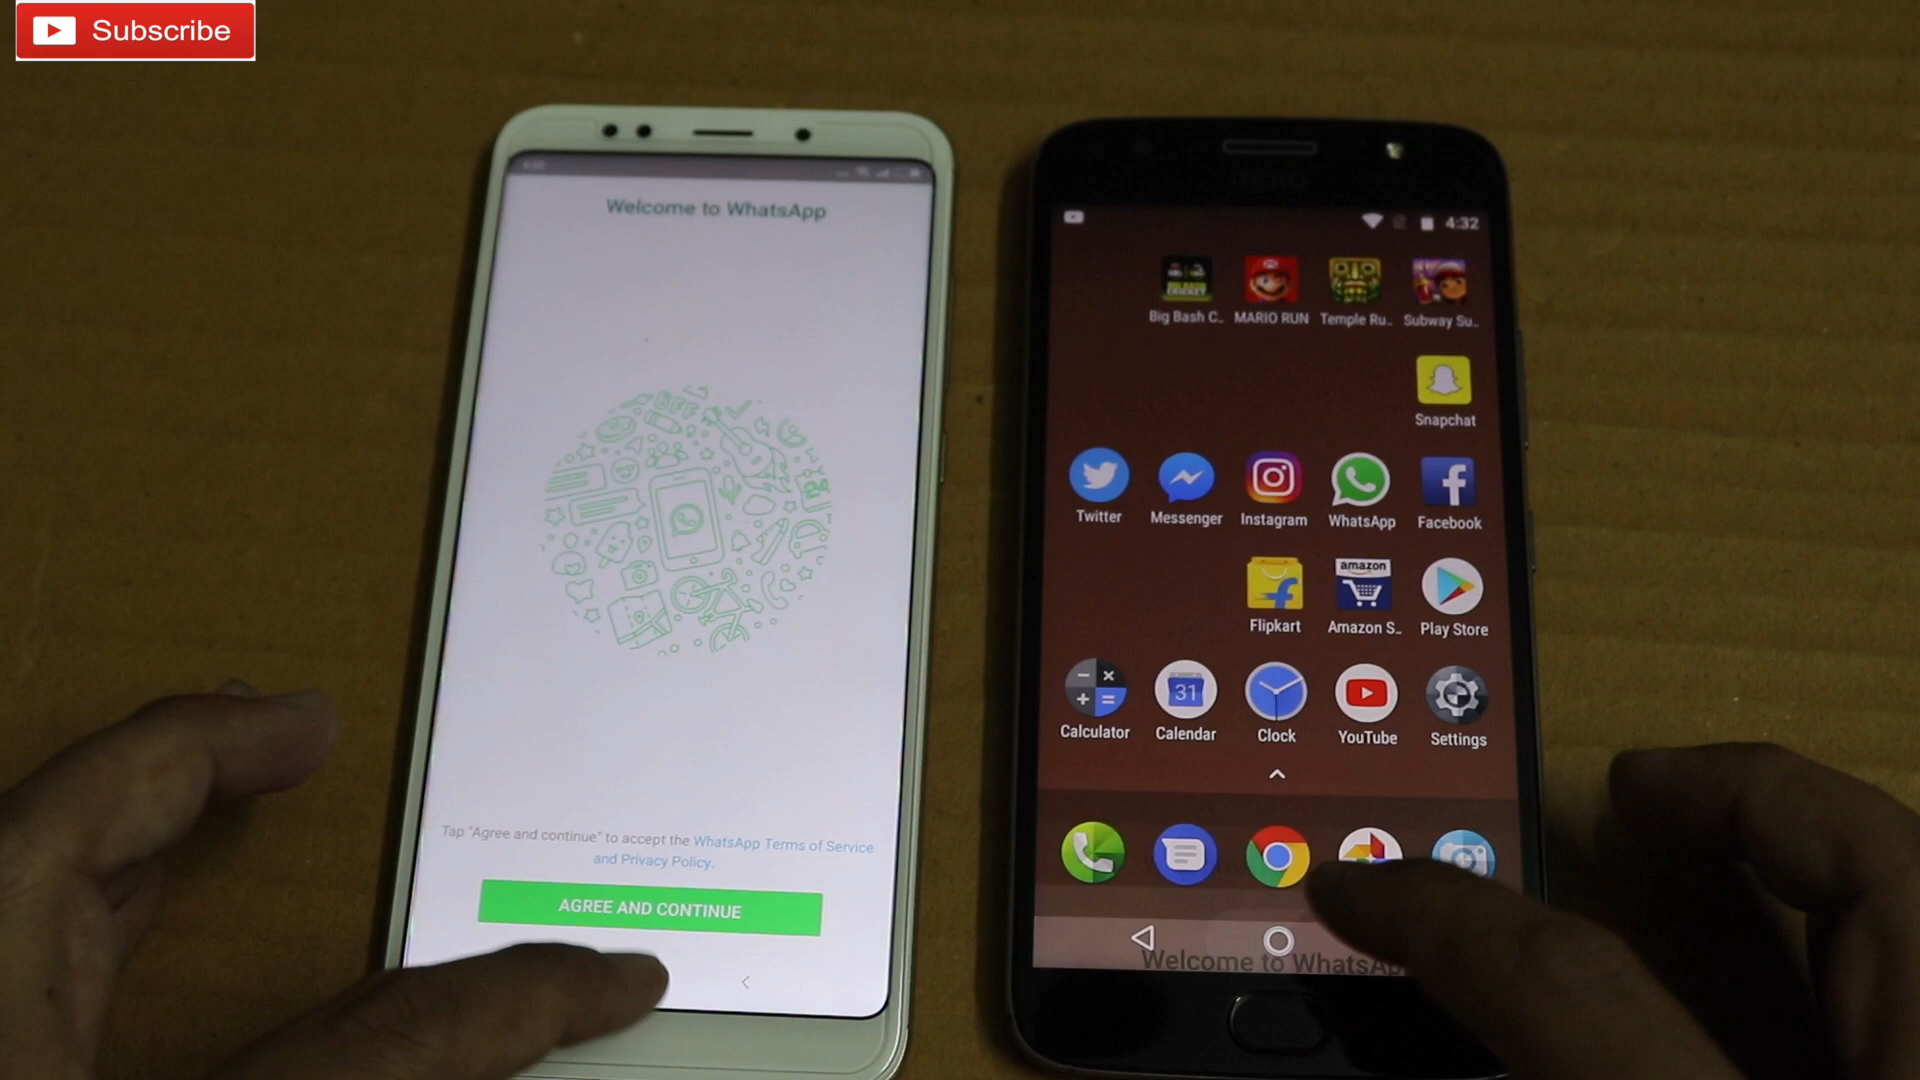 Subscribe
Welcome to WhatsApp
Tap "Agree and continue" to accept the WhatsApp Terms of Service
and Privacy Policy.
AGREE AND CONTINUE
moto
4:32
Big Bash C..
MARIO RUN
Temple Ru..
Subway Su..
Snapchat
Twitter
Messenger
Instagram
WhatsApp
Facebook
amazon
Flipkart
Amazon S..
Play Store
31
Calculator
Calendar
Clock
YouTube
Settings
Welcome to WhatsAp